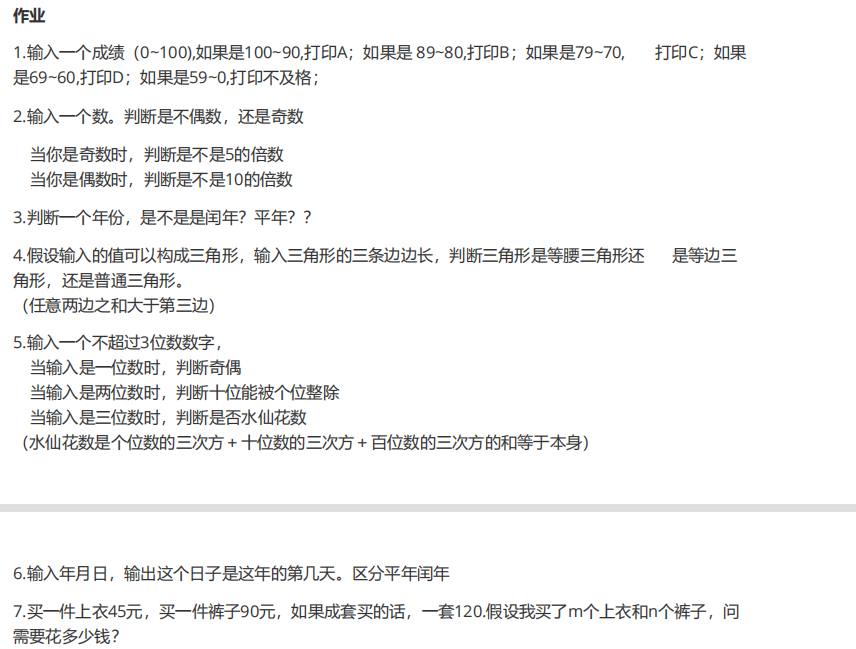 作业
1.输入一个成绩（0~100),如果是100~90,打印A；如果是 89~80,打印B；如果是79~70, 打印C；如果
是69~60,打印D；如果是59~0,打印不及格；
2.输入一个数。判断是不偶数，还是奇数
当你是奇数时，判断是不是5的倍数
当你是偶数时，判断是不是10的倍数
3.判断一个年份，是不是是闰年？平年？？
4.假设输入的值可以构成三角形，输入三角形的三条边边长，判断三角形是等腰三角形还 是等边三
角形，还是普通三角形。
（任意两边之和大于第三边）
5.输入一个不超过3位数数字，
当输入是一位数时，判断奇偶
当输入是两位数时，判断十位能被个位整除
当输入是三位数时，判断是否水仙花数
（水仙花数是个位数的三次方 + 十位数的三次方 + 百位数的三次方的和等于本身）
6.输入年月日，输出这个日子是这年的第几天。区分平年闰年
7.买一件上衣45元，买一件裤子90元，如果成套买的话，一套120.假设我买了m个上衣和n个裤子，问
需要花多少钱？